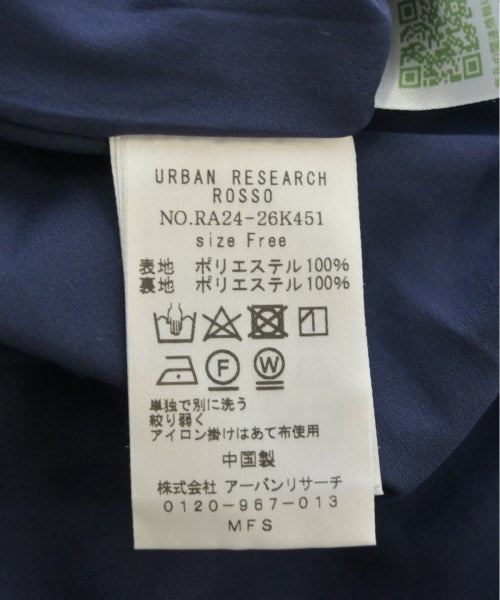 URBAN RESEARCH
ROSSO
NO.RA24-26K451
size Free
表地 ポリエステル100%
裏地 ポリエステル100%
F W
単独で別に洗う
絞り弱く
アイロン掛けはあて布使用
中国製
株式会社 アーバンリサーチ
0120-967-013
MFS